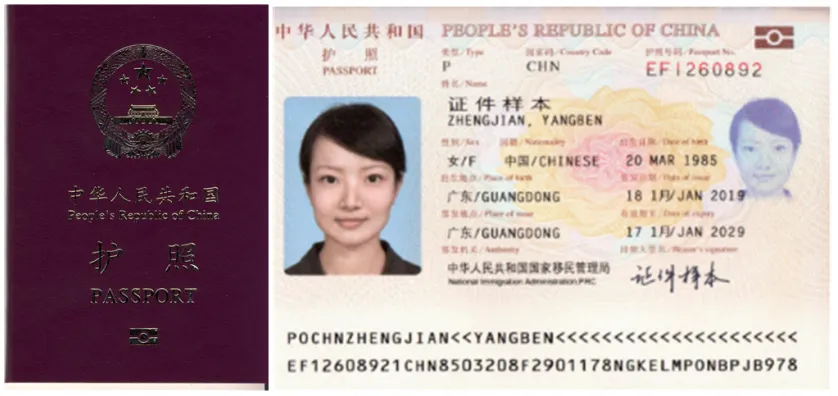 中华人民共和国
People's Republic of China
护照
PASSPORT
中华人民共和国 PEOPLE'S REPUBLIC OF CHINA
护照
PASSPORT
类型/Type 国家码/Country Code 护照号码/Passport No.
P CHN EF1260892
姓名/Name
证件样本
ZHENGJIAN, YANGBEN
性别/Sex 国籍/Nationality 出生日期/Date of birth
女/F 中国/CHINESE 20 MAR 1985
出生地点/Place of birth 签发日期/Date of issue
广东/GUANGDONG 18 1月/JAN 2019
签发地点/Place of issue 有效期至/Date of expiry
广东/GUANGDONG 17 1月/JAN 2029
签发机关/Authority 持照人签名/Bearer's signature
中华人民共和国国家移民管理局 证件样本
National Immigration Administration,PRC
POCHNZHENGJIAN<<YANGBEN<<<<<<<<<<<<<<<<<<<<<
EF12608921CHN8503208F2901178NGKELMPONBPJB978